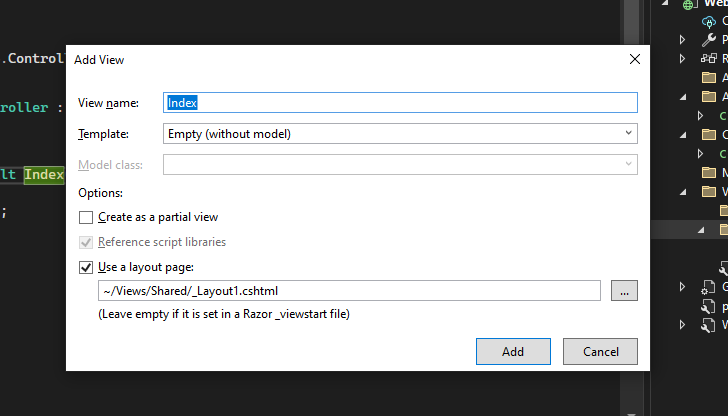 Web
.Control
roller :
lt Index
;
Add View
View name:
Index
Template:
Empty (without model)
Model class:
Options:
Create as a partial view
Reference script libraries
Use a layout page:
~/Views/Shared/_Layout1.cshtml
...
(Leave empty if it is set in a Razor _viewstart file)
Add
Cancel